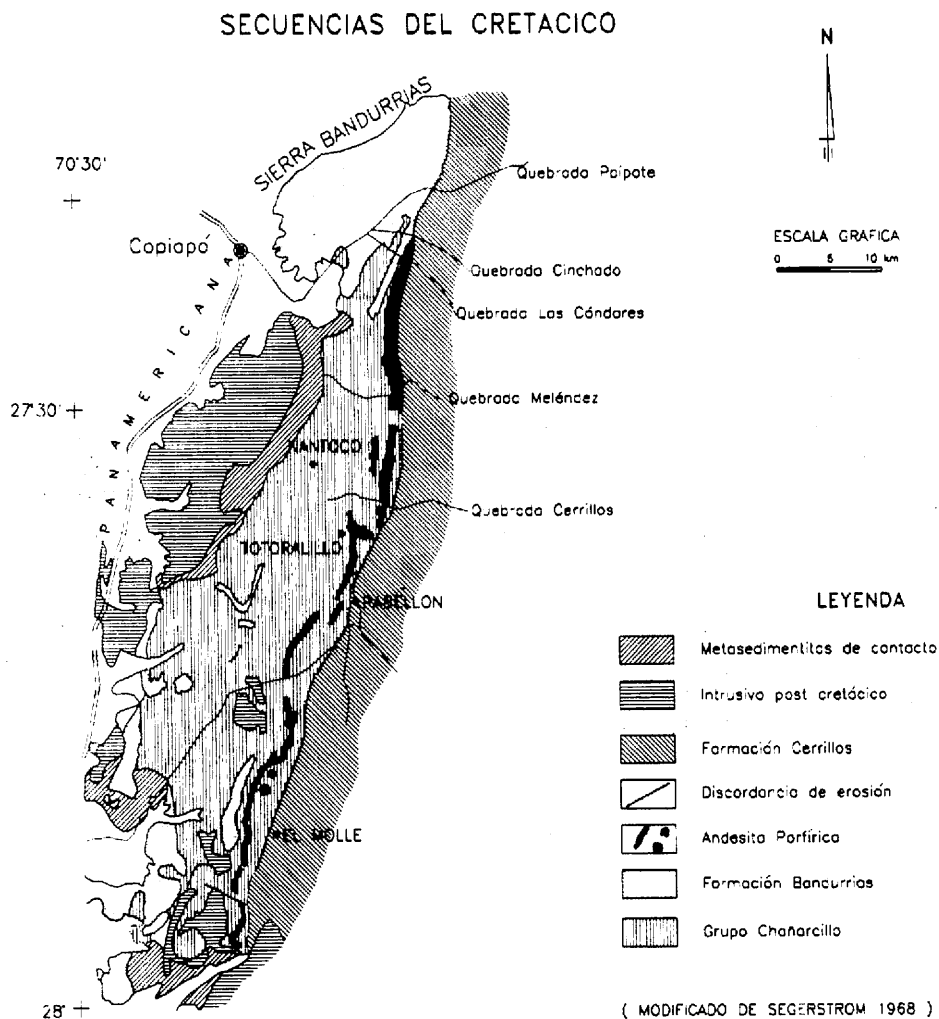 SECUENCIAS DEL CRETACICO
N
70°30'
SIERRA BANDURRIAS
Quebrada Paipote
Copiapó
ESCALA GRAFICA
0 5 10 km
Quebrada Cinchado
Quebrada Los Cóndores
PANAMERICANA
Quebrada Meléndez
27°30'
NANTOCO
Quebrada Cerrillos
TOTORALILLO
PABELLON
LEYENDA
Metasedimentitos de contacto
Intrusivo post cretácico
Formación Cerrillos
Discordancia de erosión
Andesita Porfírica
EL MOLLE
Formación Bandurrias
Grupo Chañarcillo
28°
( MODIFICADO DE SEGERSTROM 1968 )